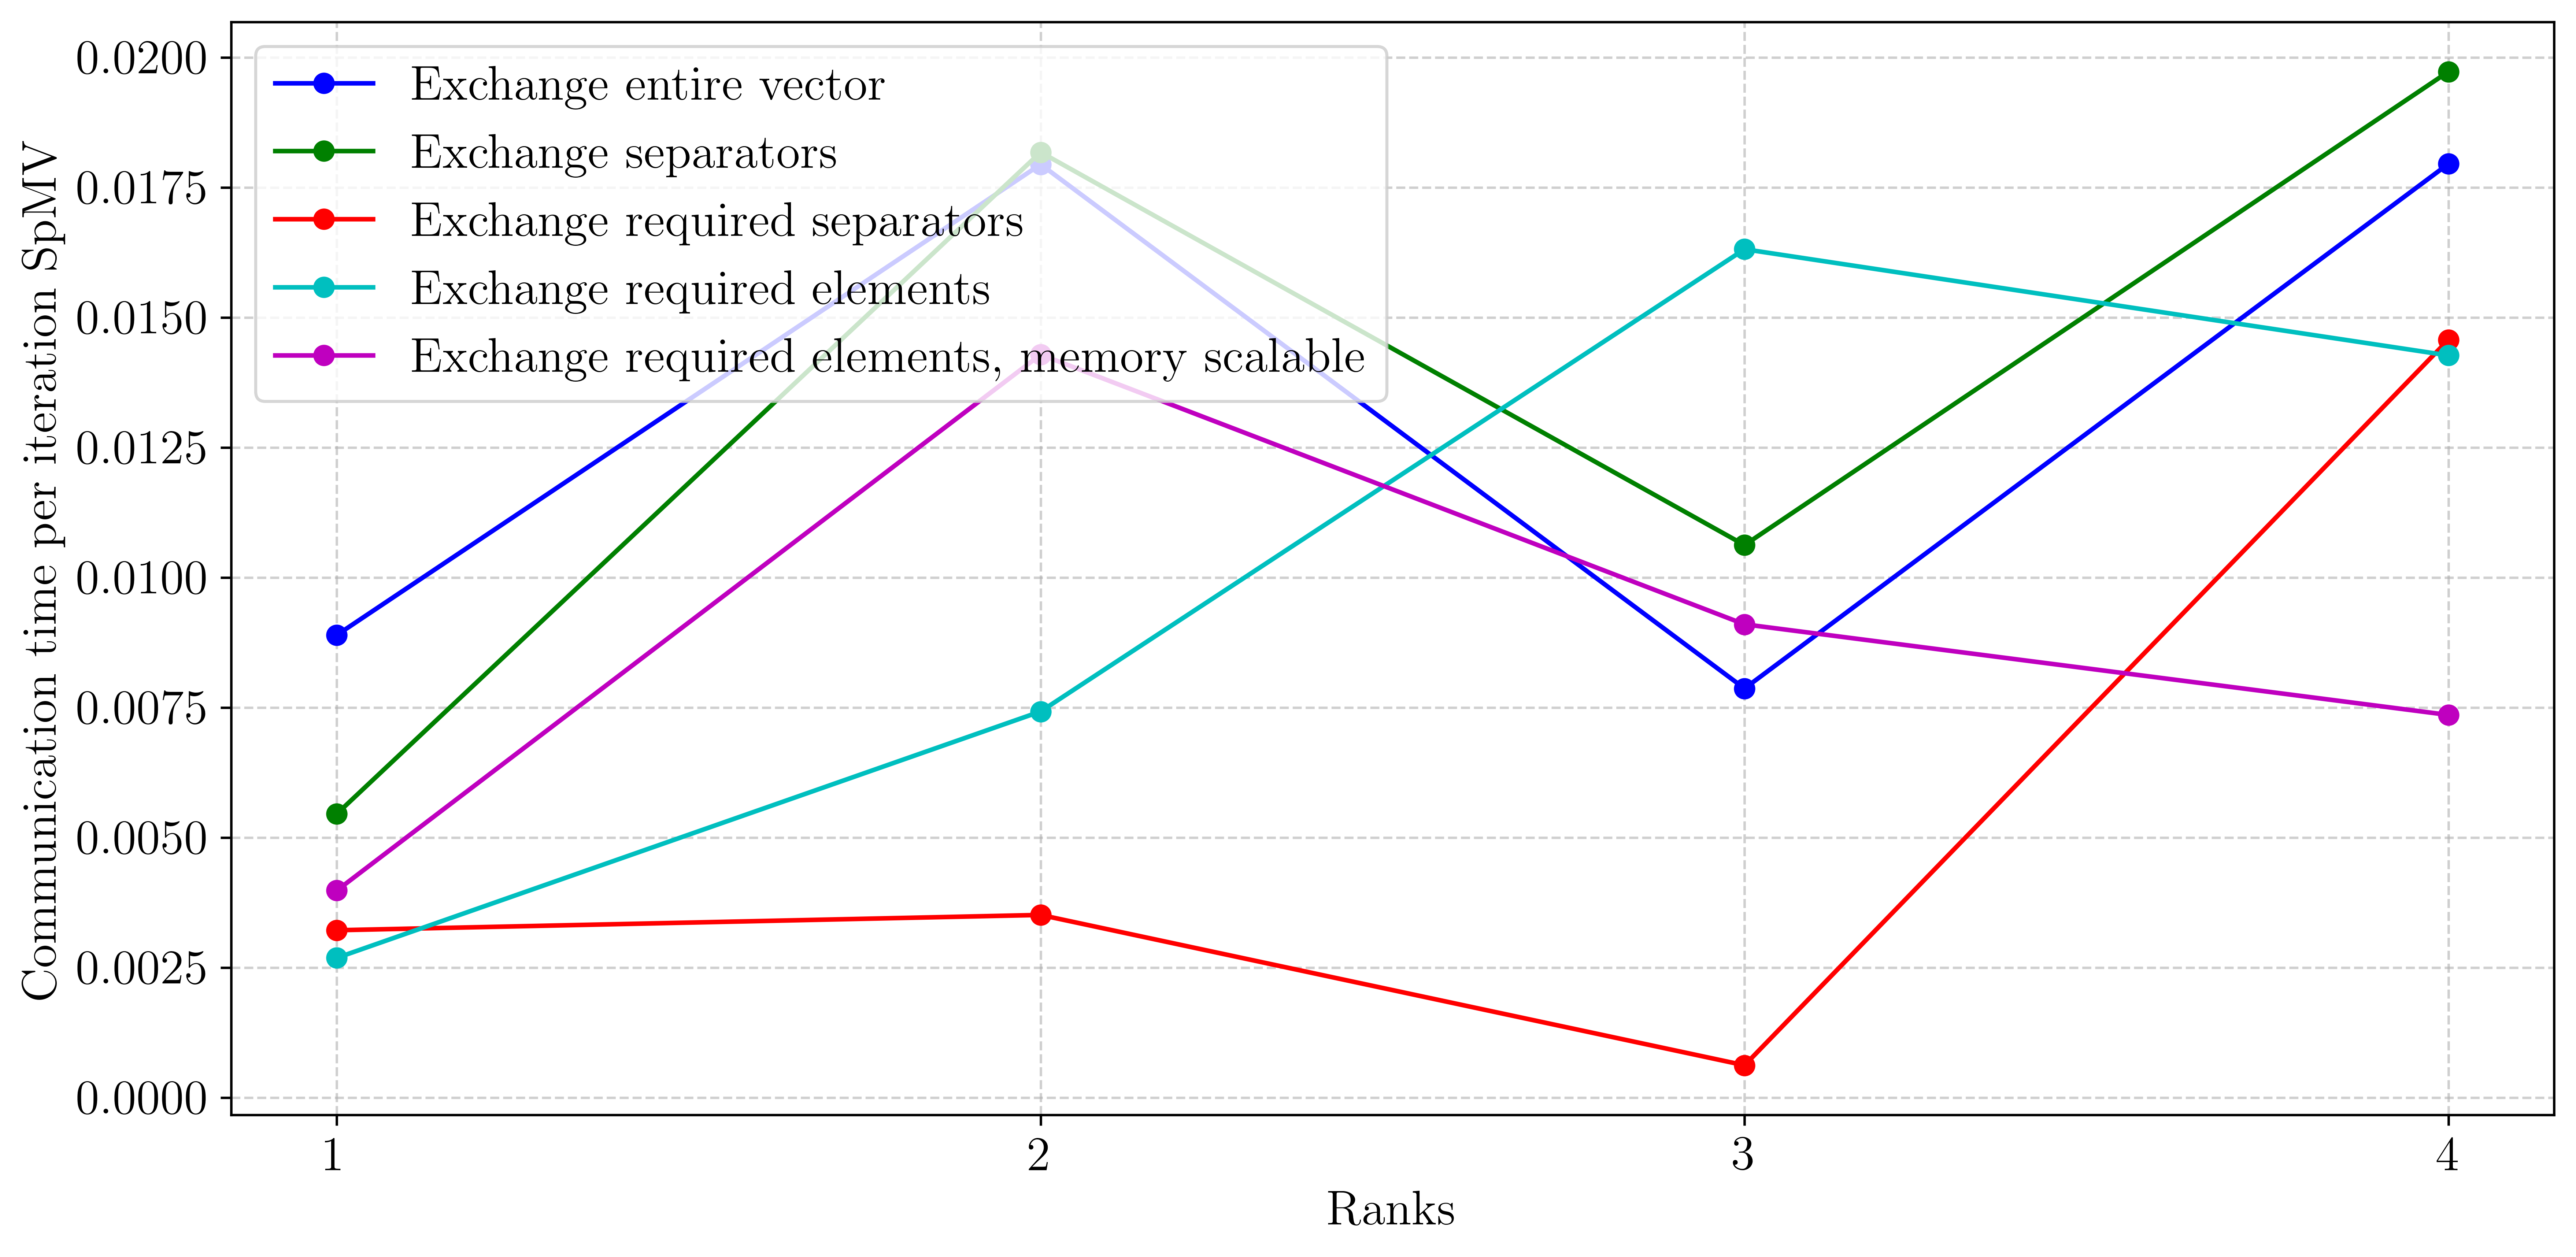 0.0200
0.0175
0.0150
0.0125
0.0100
0.0075
0.0050
0.0025
0.0000
Communication time per iteration SpMV
Exchange entire vector
Exchange separators
Exchange required separators
Exchange required elements
Exchange required elements, memory scalable
1 2 3 4
Ranks